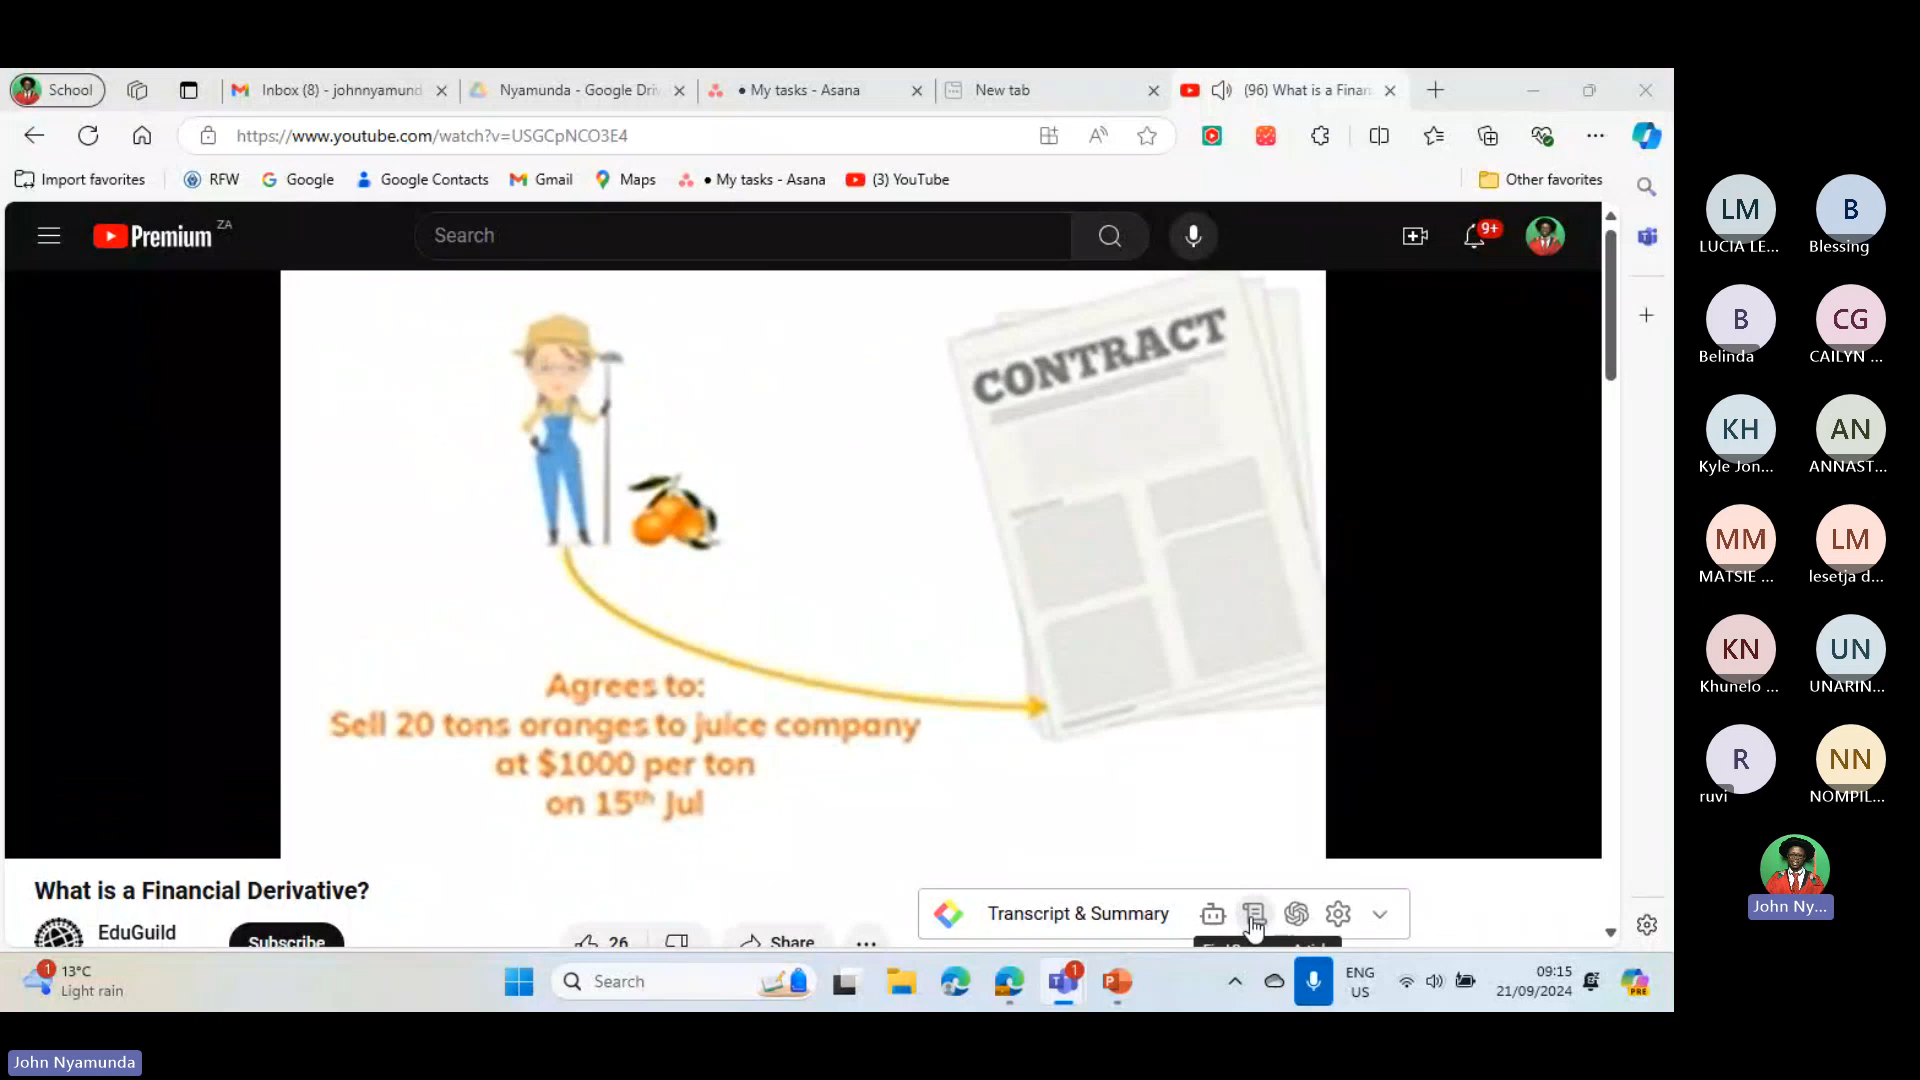 School
Inbox (8) - johnnyamund
Nyamunda - Google Driv
• My tasks - Asana
New tab
(96) What is a Finan
https://www.youtube.com/watch?v=USGCpNCO3E4
Import favorites
RFW
Google
Google Contacts
Gmail
Maps
• My tasks - Asana
(3) YouTube
Other favorites
Premium ZA
Search
9+
CONTRACT
Agrees to:
Sell 20 tons oranges to juice company
at $1000 per ton
on 15th Jul
What is a Financial Derivative?
EduGuild
Subscribe
26
Share
Transcript & Summary
1
13°C
Light rain
Search
1
ENG
US
09:15
21/09/2024
PRE
LM
LUCIA LE...
B
Blessing
B
Belinda
CG
CAILYN ...
KH
Kyle Jon...
AN
ANNAST...
MM
MATSIE ...
LM
lesetja d...
KN
Khunelo ...
UN
UNARIN...
R
ruvi
NN
NOMPIL...
John Ny...
John Nyamunda